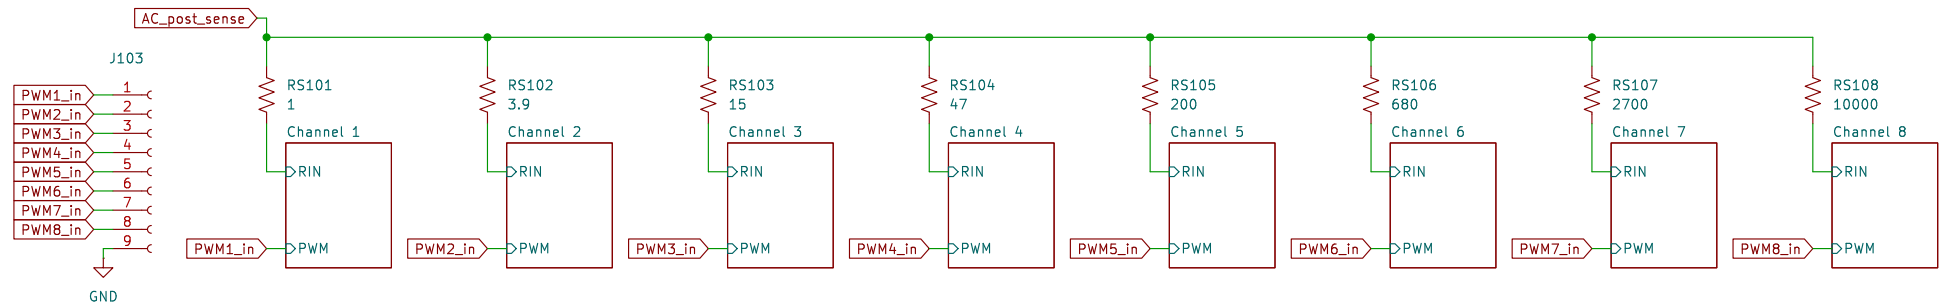 AC_post_sense
J103
PWM1_in 1
PWM2_in 2
PWM3_in 3
PWM4_in 4
PWM5_in 5
PWM6_in 6
PWM7_in 7
PWM8_in 8
9
GND
RS101
1
Channel 1
RIN
PWM1_in PWM
RS102
3.9
Channel 2
RIN
PWM2_in PWM
RS103
15
Channel 3
RIN
PWM3_in PWM
RS104
47
Channel 4
RIN
PWM4_in PWM
RS105
200
Channel 5
RIN
PWM5_in PWM
RS106
680
Channel 6
RIN
PWM6_in PWM
RS107
2700
Channel 7
RIN
PWM7_in PWM
RS108
10000
Channel 8
RIN
PWM8_in PWM